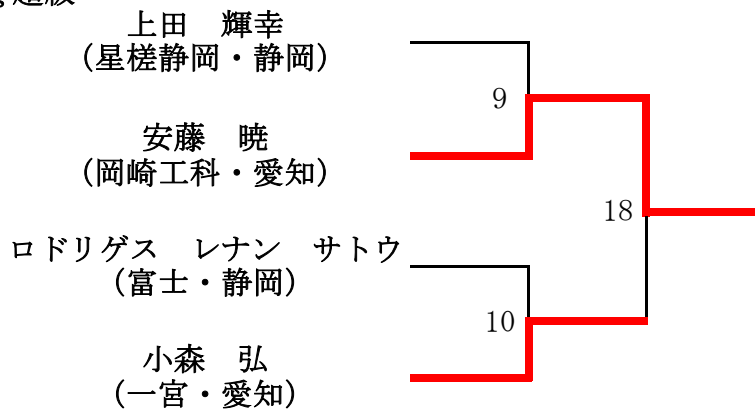 上田　輝幸
（星槎静岡・静岡）
9
安藤　暁
（岡崎工科・愛知）
18
ロドリゲス　レナン　サトウ
（富士・静岡）
10
小森　弘
（一宮・愛知）